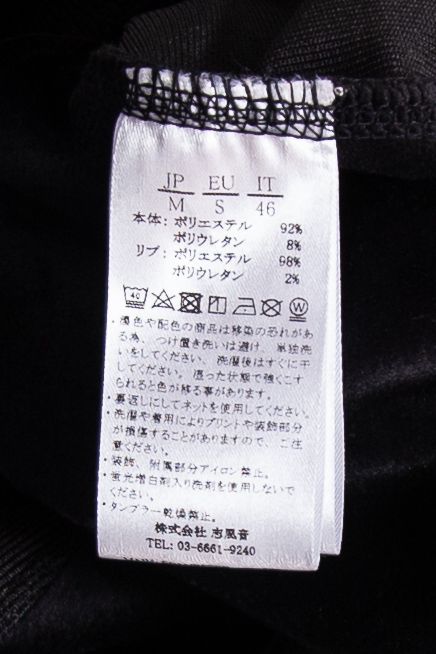 JP EU IT
M S 46
本体: ポリエステル 92%
ポリウレタン 8%
リブ: ポリエステル 98%
ポリウレタン 2%
40 W
・濃色や配色の商品は移染の恐れがあ
る為、つけ置き洗いは避け、単独洗
いをしてください。洗濯後はすぐに干
してください。湿った状態で強くこす
られると色が移る事があります。
・裏返しにしてネットを使用してください。
・洗濯や着用によりプリントや装飾部分
が損傷することがありますので、ご注
意ください。
・装飾、附属部分アイロン禁止。
・蛍光増白剤入り洗剤を使用しないで
ください。
・タンブラー乾燥禁止。
株式会社 志風音
TEL: 03-6661-9240